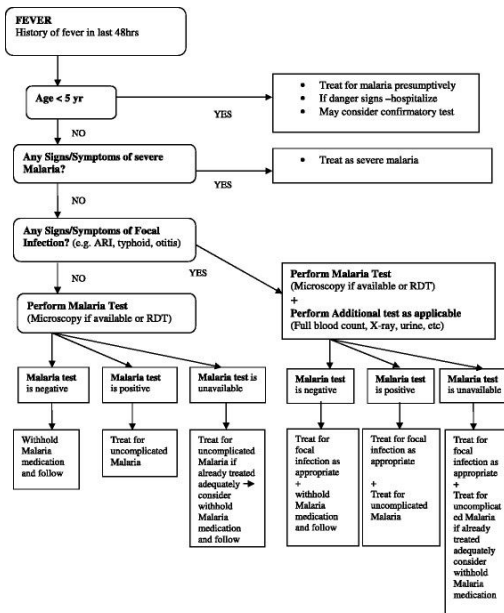 FEVER
History of fever in last 48hrs
Age < 5 yr
YES
• Treat for malaria presumptively
• If danger signs –hospitalize
• May consider confirmatory test
NO
Any Signs/Symptoms of severe
Malaria?
YES
• Treat as severe malaria
NO
Any Signs/Symptoms of Focal
Infection? (e.g. ARI, typhoid, otitis)
NO
YES
Perform Malaria Test
(Microscopy if available or RDT)
Perform Malaria Test
(Microscopy if available or RDT)
+
Perform Additional test as applicable
(Full blood count, X-ray, urine, etc)
Malaria test
is negative
Malaria test
is positive
Malaria test is
unavailable
Malaria test
is negative
Malaria test
is positive
Malaria test
is unavailable
Withhold
Malaria
medication
and follow
Treat for
uncomplicated
Malaria
Treat for
uncomplicated
Malaria if
already treated
adequately →
consider
withhold
Malaria
medication
and follow
Treat for
focal
infection as
appropriate
+
withhold
Malaria
medication
and follow
Treat for focal
infection as
appropriate
+
Treat for
uncomplicated
Malaria
Treat for
focal
infection as
appropriate
+
Treat for
uncomplicat
ed Malaria
if already
treated
adequately
consider
withhold
Malaria
medication